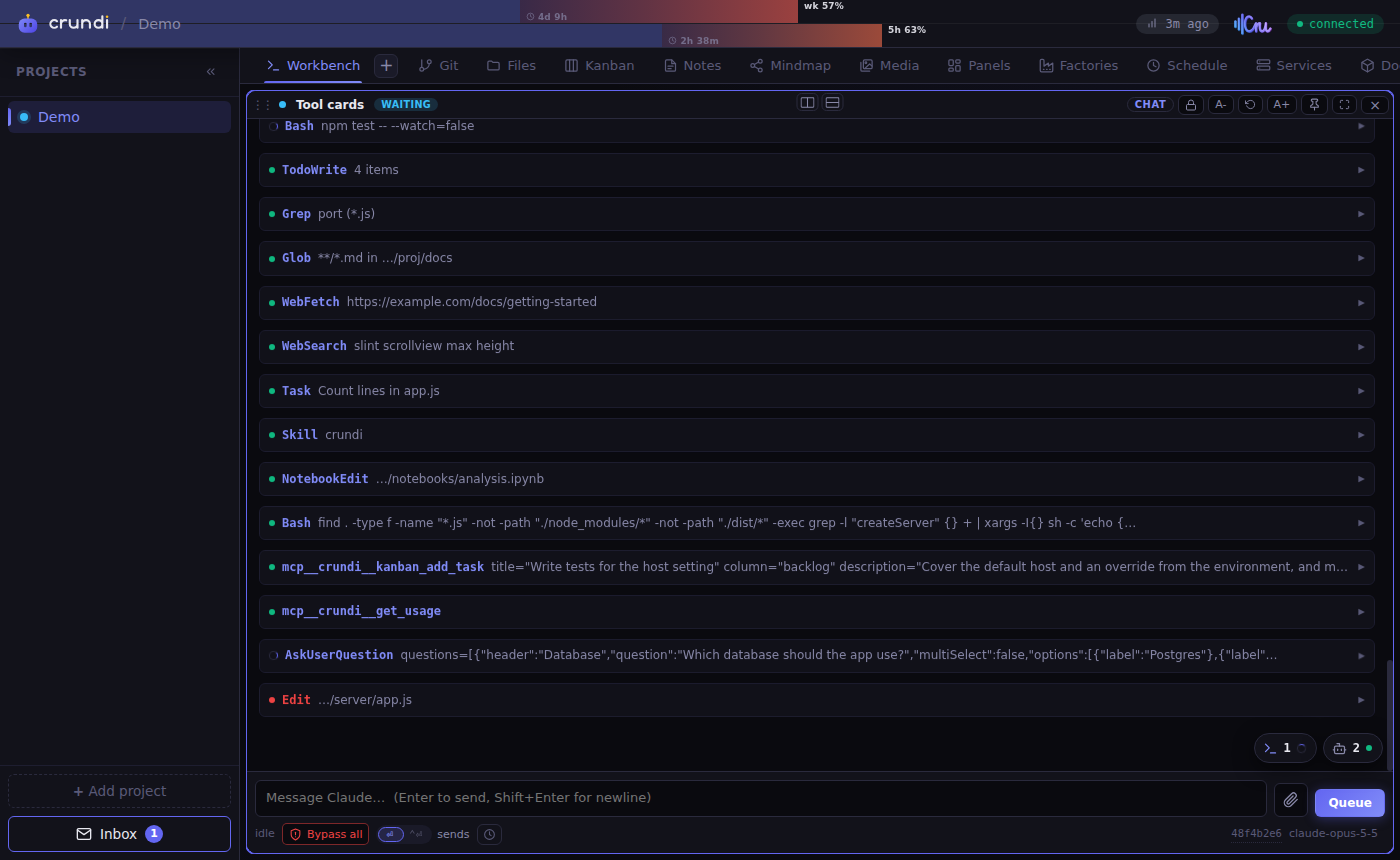 crundi / Demo
4d 9h
wk 57%
2h 38m
5h 63%
3m ago
Cru
connected
PROJECTS «
Demo
Workbench + Git Files Kanban Notes Mindmap Media Panels Factories Schedule Services Do
Tool cards WAITING CHAT A- A+
Bash npm test -- --watch=false
TodoWrite 4 items
Grep port (*.js)
Glob **/*.md in …/proj/docs
WebFetch https://example.com/docs/getting-started
WebSearch slint scrollview max height
Task Count lines in app.js
Skill crundi
NotebookEdit …/notebooks/analysis.ipynb
Bash find . -type f -name "*.js" -not -path "./node_modules/*" -not -path "./dist/*" -exec grep -l "createServer" {} + | xargs -I{} sh -c 'echo {…
mcp__crundi__kanban_add_task title="Write tests for the host setting" column="backlog" description="Cover the default host and an override from the environment, and m…
mcp__crundi__get_usage
AskUserQuestion questions=[{"header":"Database","question":"Which database should the app use?","multiSelect":false,"options":[{"label":"Postgres"},{"label"…
Edit …/server/app.js
1 2
+ Add project
Inbox 1
Message Claude… (Enter to send, Shift+Enter for newline)
Queue
idle Bypass all sends
48f4b2e6 claude-opus-5-5